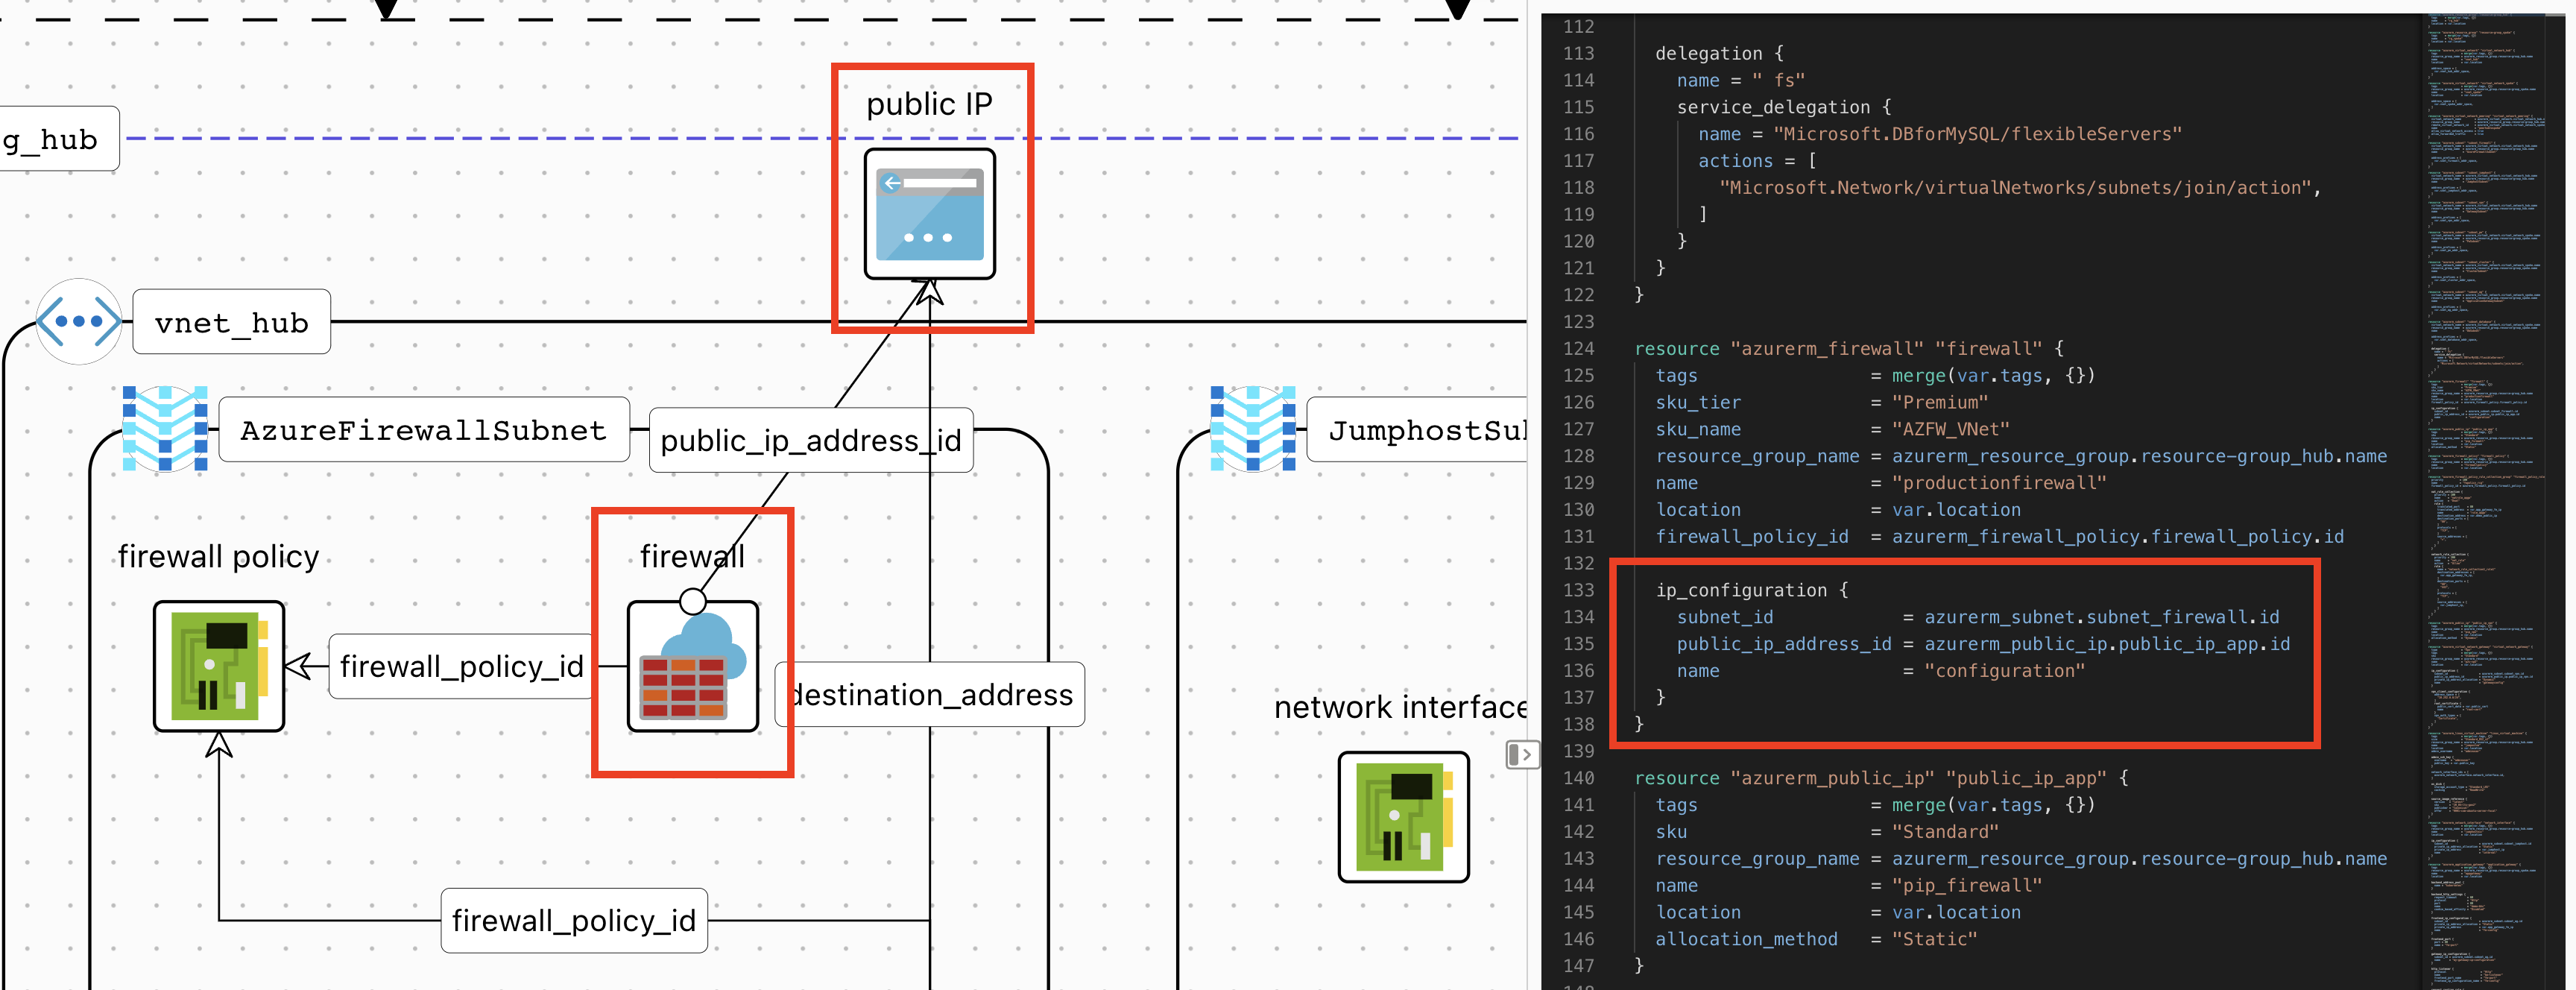 public IP
g_hub
vnet_hub
AzureFirewallSubnet
public_ip_address_id
JumphostSu
firewall policy
firewall
firewall_policy_id
destination_address
network interface
firewall_policy_id
112
113 delegation {
114 name = " fs"
115 service_delegation {
116 name = "Microsoft.DBforMySQL/flexibleServers"
117 actions = [
118 "Microsoft.Network/virtualNetworks/subnets/join/action",
119 ]
120 }
121 }
122 }
123
124 resource "azurerm_firewall" "firewall" {
125 tags = merge(var.tags, {})
126 sku_tier = "Premium"
127 sku_name = "AZFW_VNet"
128 resource_group_name = azurerm_resource_group.resource-group_hub.name
129 name = "productionfirewall"
130 location = var.location
131 firewall_policy_id = azurerm_firewall_policy.firewall_policy.id
132
133 ip_configuration {
134 subnet_id = azurerm_subnet.subnet_firewall.id
135 public_ip_address_id = azurerm_public_ip.public_ip_app.id
136 name = "configuration"
137 }
138 }
139
140 resource "azurerm_public_ip" "public_ip_app" {
141 tags = merge(var.tags, {})
142 sku = "Standard"
143 resource_group_name = azurerm_resource_group.resource-group_hub.name
144 name = "pip_firewall"
145 location = var.location
146 allocation_method = "Static"
147 }